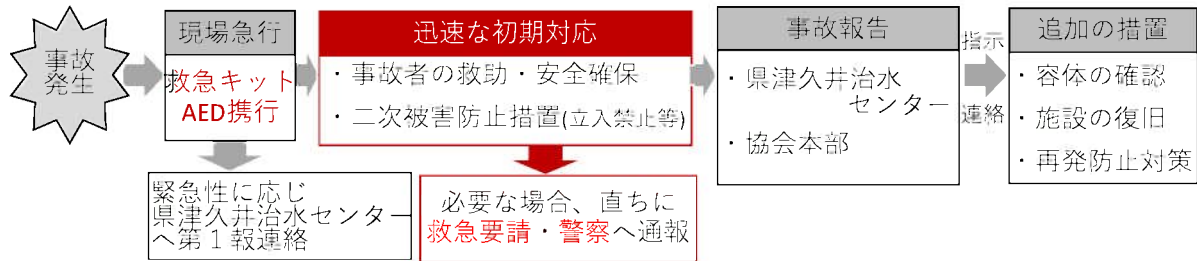 事故
発生
現場急行
救急キット
AED携行
緊急性に応じ
県津久井治水センター
へ第１報連絡
迅速な初期対応
・事故者の救助・安全確保
・二次被害防止措置(立入禁止等)
必要な場合、直ちに
救急要請・警察へ通報
事故報告
・県津久井治水
センター
・協会本部
指示
連絡
追加の措置
・容体の確認
・施設の復旧
・再発防止対策